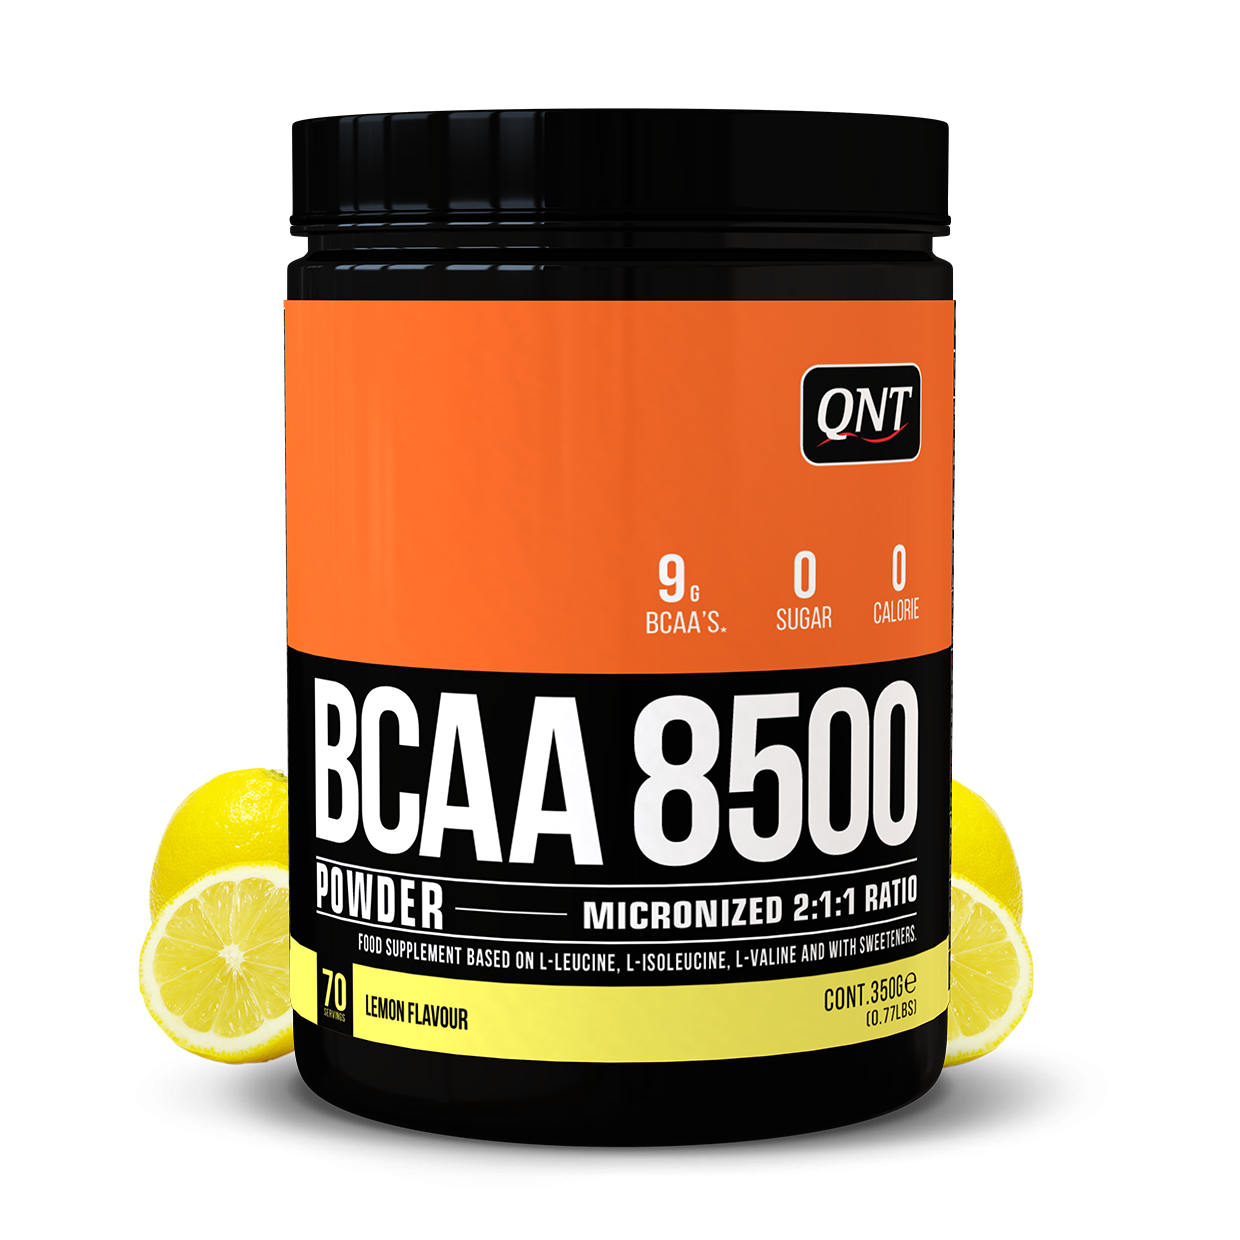 QNT
9G 0 0
BCAA'S* SUGAR CALORIE
BCAA 8500
POWDER MICRONIZED 2:1:1 RATIO
FOOD SUPPLEMENT BASED ON L-LEUCINE, L-ISOLEUCINE, L-VALINE AND WITH SWEETENERS.
70
SERVINGS
LEMON FLAVOUR
CONT.350G℮
(0.77LBS)